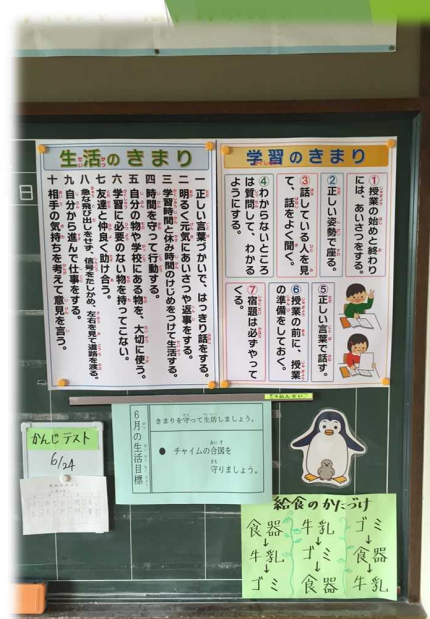 生活のきまり
一 正しい言葉づかいで、はっきり話をする。
二 明るく元気にあいさつや返事をする。
三 学習時間と休み時間のけじめをつけて生活する。
四 時間を守って行動する。
五 自分の物や学校にある物を、大切に使う。
六 学習に必要のない物を持ってこない。
七 友達と仲良く助け合う。
八 急な飛び出しをせず、信号をたしかめ、左右を見て道路を渡る。
九 自分から進んで仕事をする。
十 相手の気持ちを考えて意見を言う。
学習のきまり
①授業の始めと終わり
には、あいさつをする。
②正しい姿勢で座る。
③話している人を見
て、話をよく聞く。
④わからないところ
は質問して、わかる
ようにする。
⑤正しい言葉で話す。
⑥授業の前に、授業
の準備をしておく。
⑦宿題は必ずやって
くる。
6月の生活目標
きまりを守って生活しましょう。
● チャイムの合図を
守りましょう。
かんじテスト
6/24
給食のかたづけ
食器
↓
牛乳
↓
ゴミ
牛乳
↓
ゴミ
↓
食器
ゴミ
↓
食器
↓
牛乳